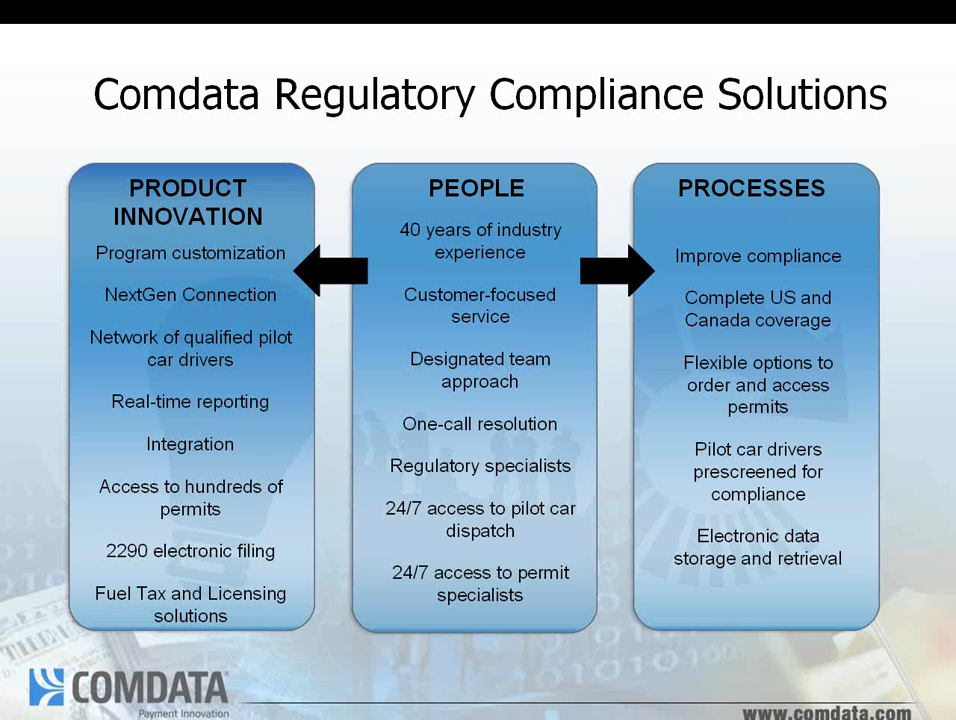 Comdata Regulatory Compliance Solutions
PRODUCT
INNOVATION
Program customization
NextGen Connection
Network of qualified pilot
car drivers
Real-time reporting
Integration
Access to hundreds of
permits
2290 electronic filing
Fuel Tax and Licensing
solutions
PEOPLE
40 years of industry
experience
Customer-focused
service
Designated team
approach
One-call resolution
Regulatory specialists
24/7 access to pilot car
dispatch
24/7 access to permit
specialists
PROCESSES
Improve compliance
Complete US and
Canada coverage
Flexible options to
order and access
permits
Pilot car drivers
prescreened for
compliance
Electronic data
storage and retrieval
COMDATA
Payment Innovation
www.comdata.com